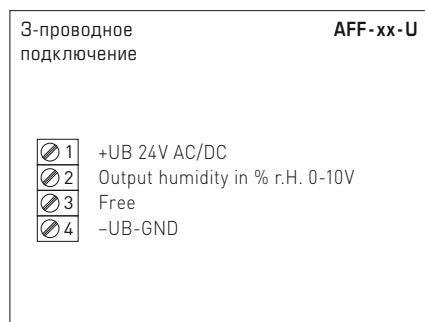 3-проводное
подключение
AFF-xx-U
1 +UB 24V AC/DC
2 Output humidity in % r.H. 0-10V
3 Free
4 –UB-GND